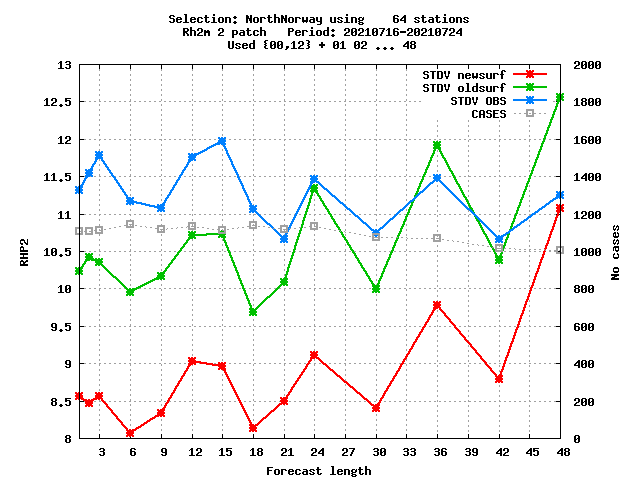 Selection: NorthNorway using    64 stations
Rh2m 2 patch   Period: 20210716-20210724
Used {00,12} + 01 02 ... 48
STDV newsurf
STDV oldsurf
STDV OBS
CASES
13
12.5
12
11.5
11
10.5
10
9.5
9
8.5
8
2000
1800
1600
1400
1200
1000
800
600
400
200
0
RHP2
No cases
3 6 9 12 15 18 21 24 27 30 33 36 39 42 45 48
Forecast length